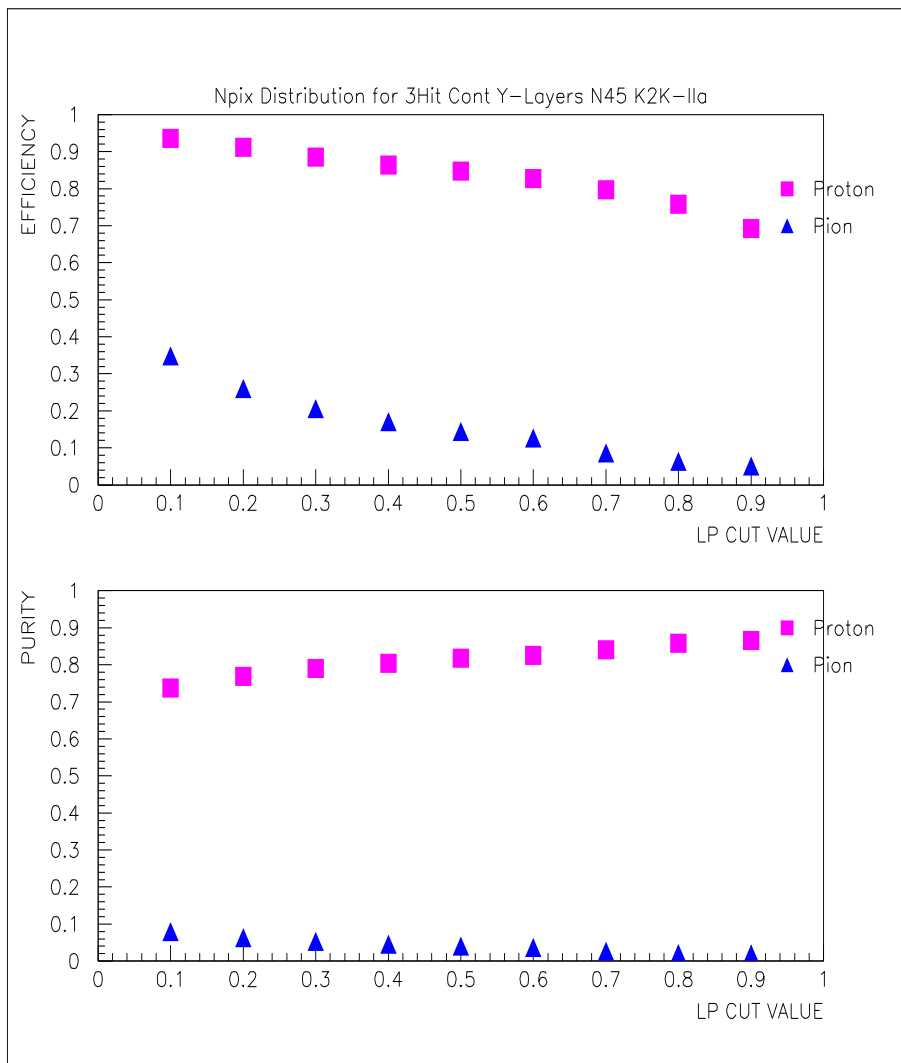 Npix Distribution for 3Hit Cont Y-Layers N45 K2K-IIa
EFFICIENCY
1
0.9
0.8
0.7
0.6
0.5
0.4
0.3
0.2
0.1
0
Proton
Pion
0 0.1 0.2 0.3 0.4 0.5 0.6 0.7 0.8 0.9 1
LP CUT VALUE
PURITY
1
0.9
0.8
0.7
0.6
0.5
0.4
0.3
0.2
0.1
0
Proton
Pion
0 0.1 0.2 0.3 0.4 0.5 0.6 0.7 0.8 0.9 1
LP CUT VALUE